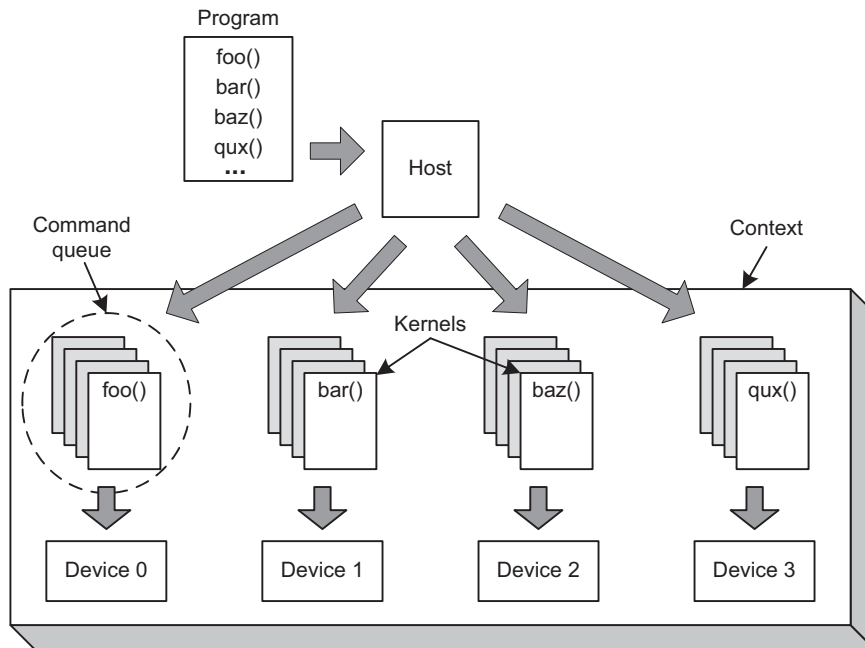 Program
foo()
bar()
baz()
qux()
...
Host
Command
queue
Context
Kernels
foo()
bar()
baz()
qux()
Device 0
Device 1
Device 2
Device 3